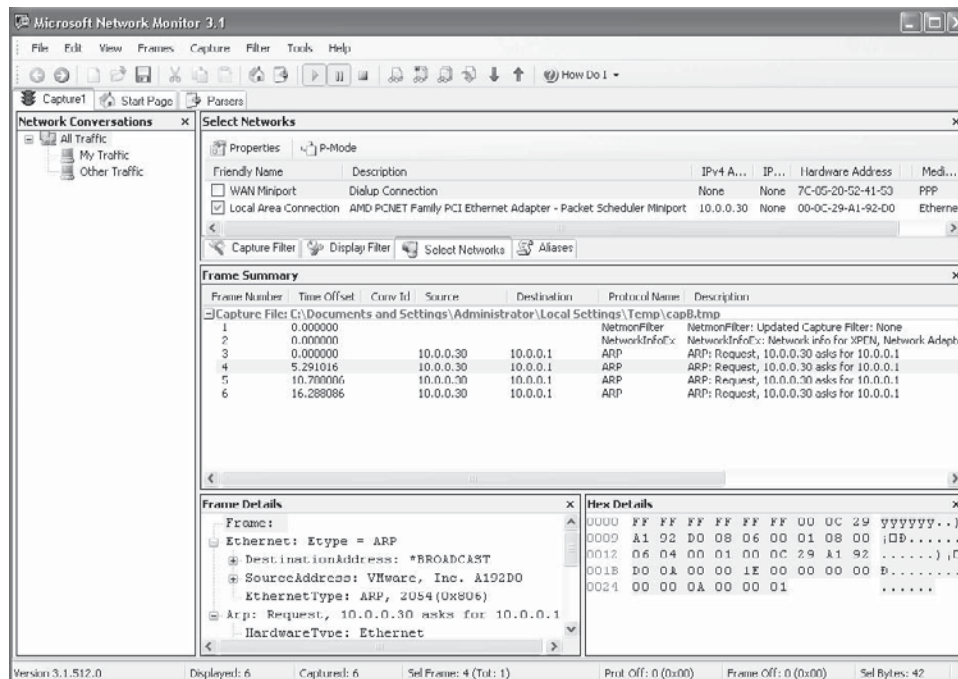 Microsoft Network Monitor 3.1
File Edit View Frames Capture Filter Tools Help
How Do I
Capture1 Start Page Parsers
Network Conversations
All Traffic
My Traffic
Other Traffic
Select Networks
Properties P-Mode
Friendly Name Description IPv4 A... IP... Hardware Address Medi...
WAN Miniport Dialup Connection None None 7C-05-20-52-41-53 PPP
Local Area Connection AMD PCNET Family PCI Ethernet Adapter - Packet Scheduler Miniport 10.0.0.30 None 00-0C-29-A1-92-D0 Etherne
Capture Filter Display Filter Select Networks Aliases
Frame Summary
Frame Number Time Offset Conv Id Source Destination Protocol Name Description
Capture File: C:\Documents and Settings\Administrator\Local Settings\Temp\capB.tmp
1 0.000000 NetmonFilter NetmonFilter: Updated Capture Filter: None
2 0.000000 NetworkInfoEx NetworkInfoEx: Network info for XPEN, Network Adapt
3 0.000000 10.0.0.30 10.0.0.1 ARP ARP: Request, 10.0.0.30 asks for 10.0.0.1
4 5.291016 10.0.0.30 10.0.0.1 ARP ARP: Request, 10.0.0.30 asks for 10.0.0.1
5 10.788086 10.0.0.30 10.0.0.1 ARP ARP: Request, 10.0.0.30 asks for 10.0.0.1
6 16.288086 10.0.0.30 10.0.0.1 ARP ARP: Request, 10.0.0.30 asks for 10.0.0.1
Frame Details
Frame:
Ethernet: Etype = ARP
DestinationAddress: *BROADCAST
SourceAddress: VMware, Inc. A192D0
EthernetType: ARP, 2054(0x806)
Arp: Request, 10.0.0.30 asks for 10.0.0.1
HardwareType: Ethernet
Hex Details
0000 FF FF FF FF FF FF 00 0C 29 ÿÿÿÿÿÿ..)
0009 A1 92 D0 08 06 00 01 08 00 ¡□Ð......
0012 06 04 00 01 00 0C 29 A1 92 ......)¡□
001B D0 0A 00 00 1E 00 00 00 00 Ð........
0024 00 00 0A 00 00 01 ......
Version 3.1.512.0 Displayed: 6 Captured: 6 Sel Frame: 4 (Tot: 1) Prot Off: 0 (0x00) Frame Off: 0 (0x00) Sel Bytes: 42